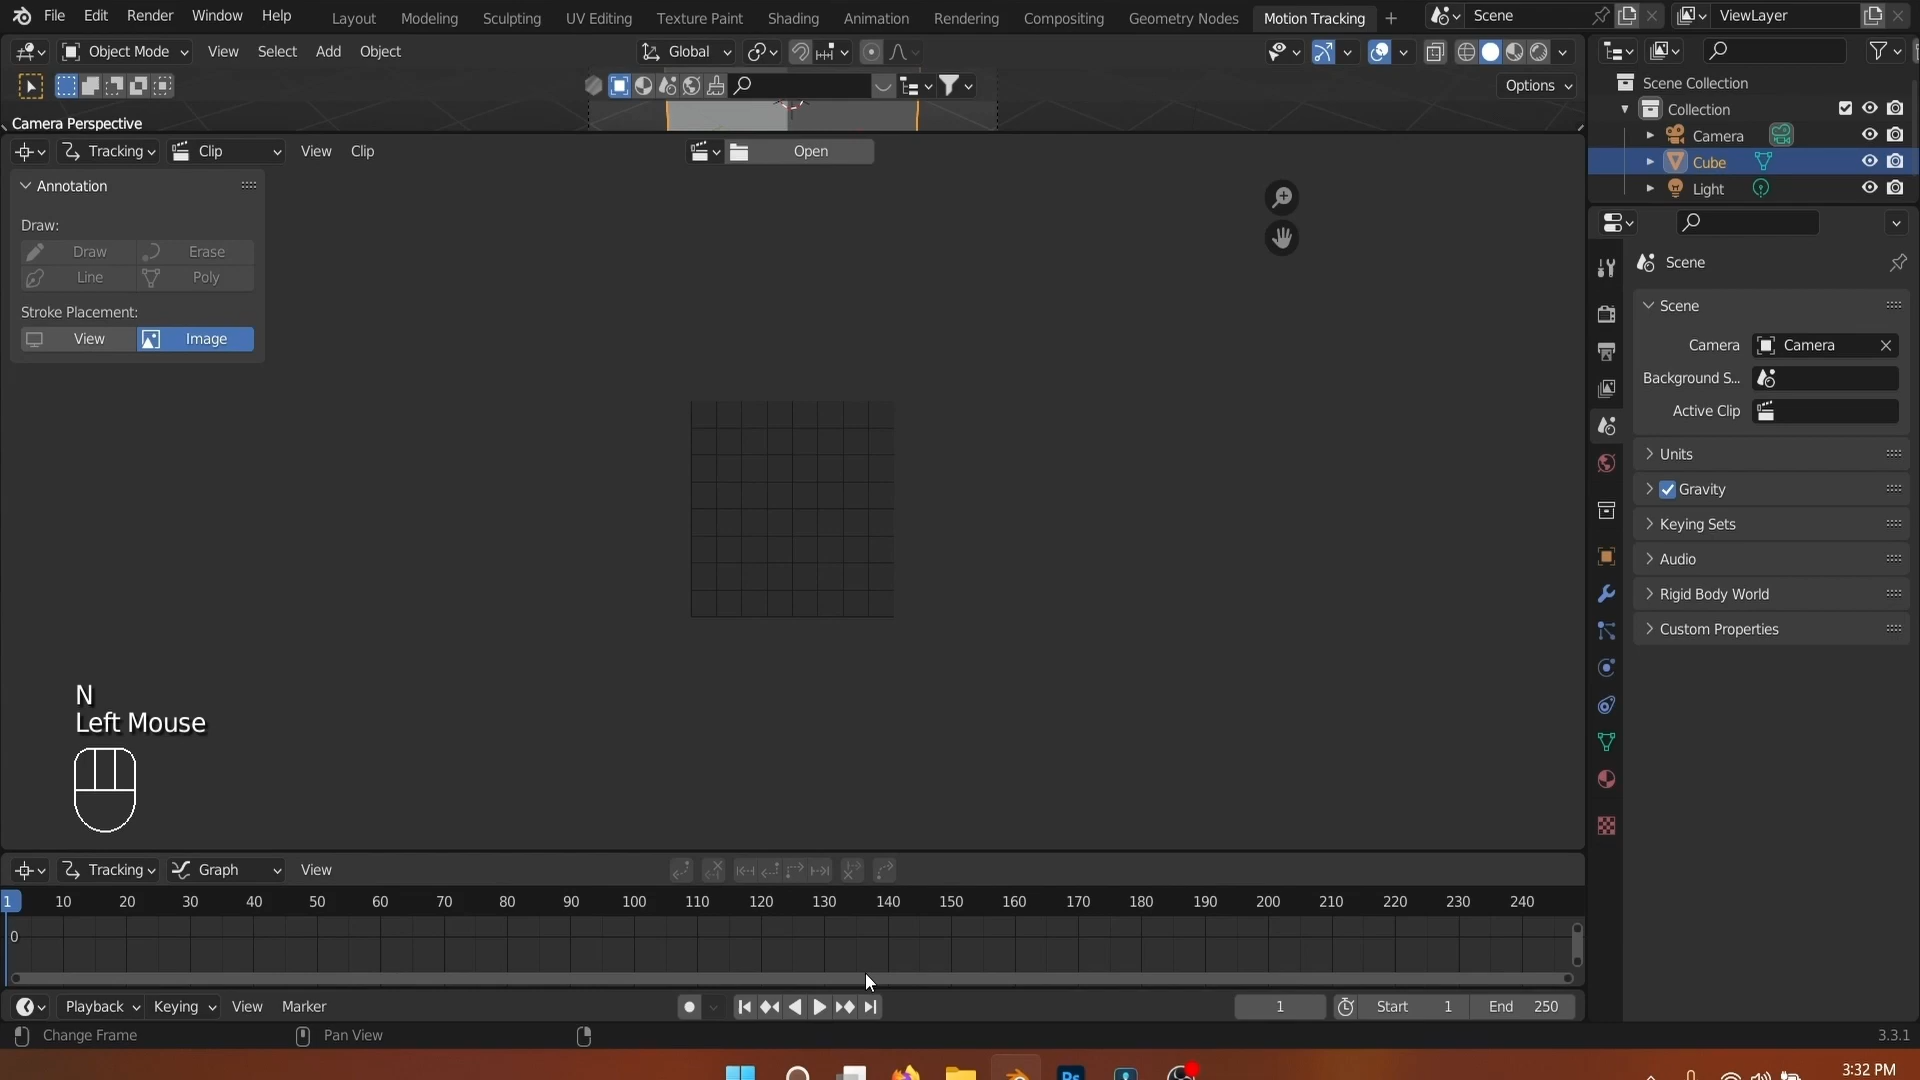 File Edit Render Window Help Layout Modeling Sculpting UV Editing Texture Paint Shading Animation Rendering Compositing Geometry Nodes Motion Tracking + Scene ViewLayer
Object Mode View Select Add Object Global
Options
Scene Collection
Collection
Camera Perspective
Camera
Tracking Clip View Clip Open
Cube
Annotation
Light
Draw:
Draw Erase
Line Poly
Scene
Stroke Placement:
Scene
View Image
Camera Camera
Background S...
Active Clip
Units
Gravity
Keying Sets
Audio
Rigid Body World
Custom Properties
N
Left Mouse
Tracking Graph View
1 10 20 30 40 50 60 70 80 90 100 110 120 130 140 150 160 170 180 190 200 210 220 230 240
0
Playback Keying View Marker 1 Start 1 End 250
Change Frame Pan View 3.3.1
Ps
3:32 PM